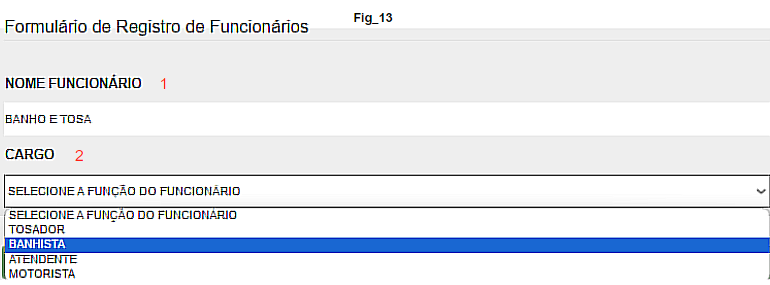 Fig_13
Formulário de Registro de Funcionários
NOME FUNCIONÁRIO 1
BANHO E TOSA
CARGO 2
SELECIONE A FUNÇÃO DO FUNCIONÁRIO
SELECIONE A FUNÇÃO DO FUNCIONÁRIO
TOSADOR
BANHISTA
ATENDENTE
MOTORISTA